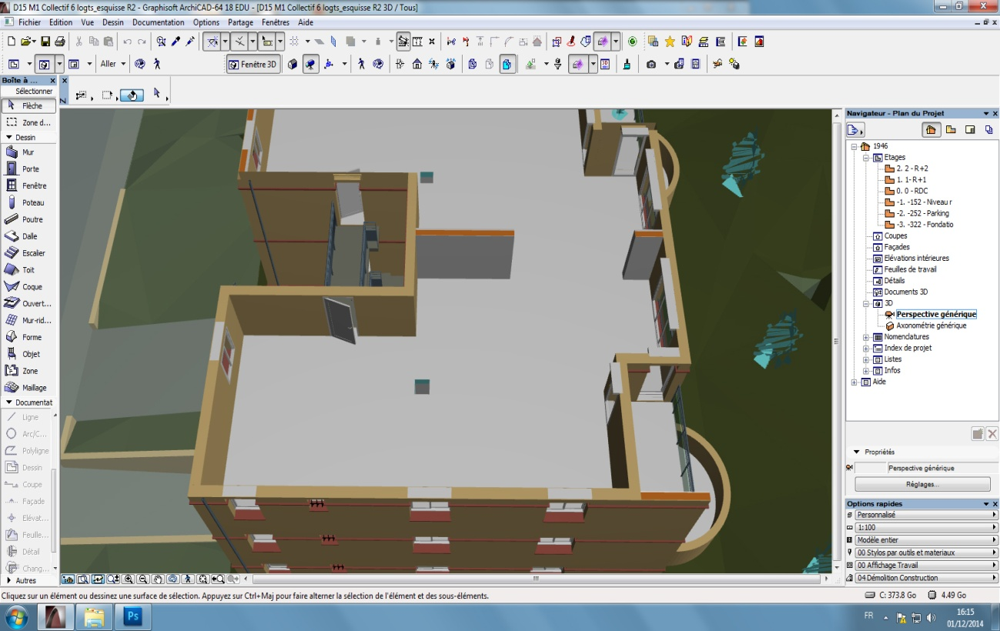 D15 M1 Collectif 6 logts_esquisse R2 - Graphisoft ArchiCAD-64 18 EDU - [D15 M1 Collectif 6 logts_esquisse R2 3D / Tous]
Fichier Edition Vue Dessin Documentation Options Partage Fenêtres Aide
Aller Fenêtre 3D
Boîte à ...
Sélectionner
Flèche
Zone d...
Dessin
Mur
Porte
Fenêtre
Poteau
Poutre
Dalle
Escalier
Toit
Coque
Ouvert...
Mur-rid...
Forme
Objet
Zone
Maillage
Documentat
Ligne
Arc/C...
Polyligne
Dessin
Coupe
Façade
Elévat...
Feuille...
Détail
Chang...
Autres
Navigateur - Plan du Projet
1946
Etages
2. 2 - R+2
1. 1- R+1
0. 0 - RDC
-1. -152 - Niveau r
-2. -252 - Parking
-3. -322 - Fondatio
Coupes
Façades
Elévations intérieures
Feuilles de travail
Détails
Documents 3D
3D
Perspective générique
Axonométrie générique
Nomenclatures
Index de projet
Listes
Infos
Aide
Propriétés
Perspective générique
Réglages...
Options rapides
Personnalisé
1:100
Modèle entier
00 Stylos par outils et materiaux
00 Affichage Travail
04 Démolition Construction
Cliquez sur un élément ou dessinez une surface de sélection. Appuyez sur Ctrl+Maj pour faire alterner la sélection de l'élément et des sous-éléments.
C: 373.8 Go 4.49 Go
Ps
FR
16:15
01/12/2014